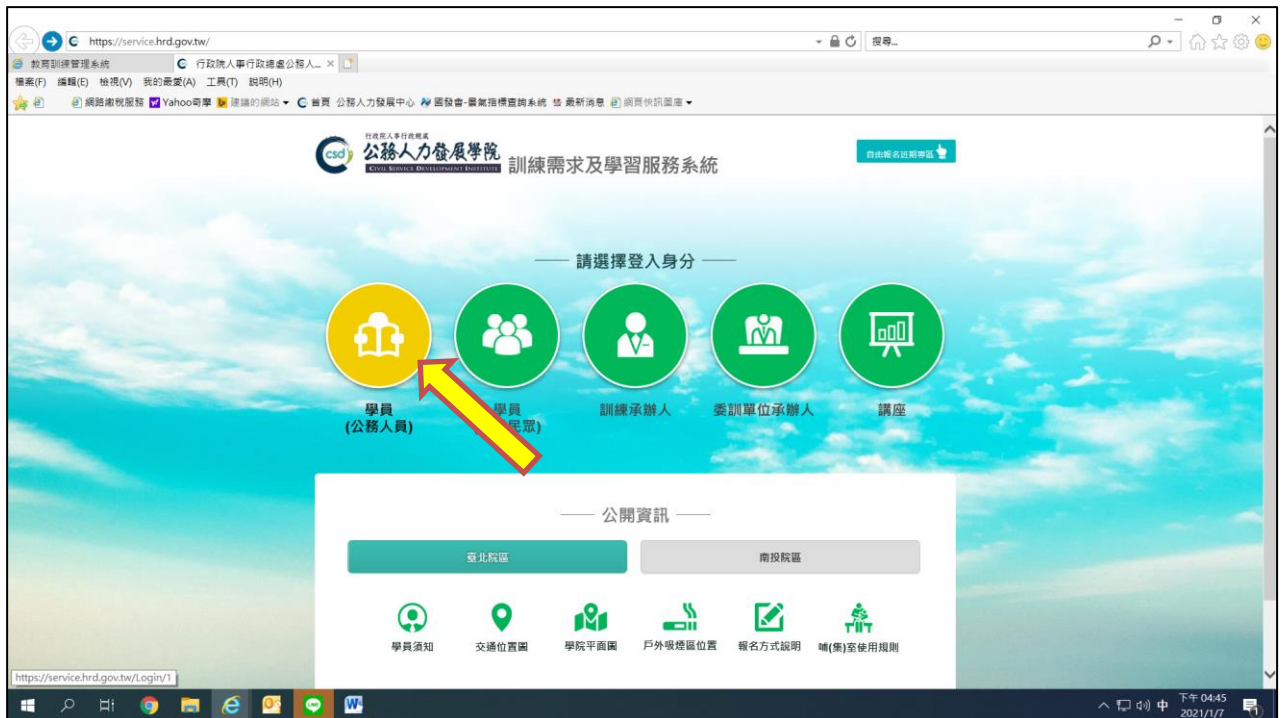 https://service.hrd.gov.tw/
搜尋...
教育訓練管理系統
行政院人事行政總處公務人...
檔案(F) 編輯(E) 檢視(V) 我的最愛(A) 工具(T) 說明(H)
網路繳稅服務 Yahoo奇摩 建議的網站 首頁 公務人力發展中心 國發會-景氣指標查詢系統 最新消息 網頁快訊圖庫
csd
行政院人事行政總處
公務人力發展學院
CIVIL SERVICE DEVELOPMENT INSTITUTE
訓練需求及學習服務系統
自由報名班期專區
請選擇登入身分
學員
(公務人員)
學員
民眾)
訓練承辦人
委訓單位承辦人
講座
公開資訊
臺北院區
南投院區
學員須知
交通位置圖
學院平面圖
戶外吸煙區位置
報名方式說明
哺(集)室使用規則
https://service.hrd.gov.tw/Login/1
中
下午 04:45
2021/1/7